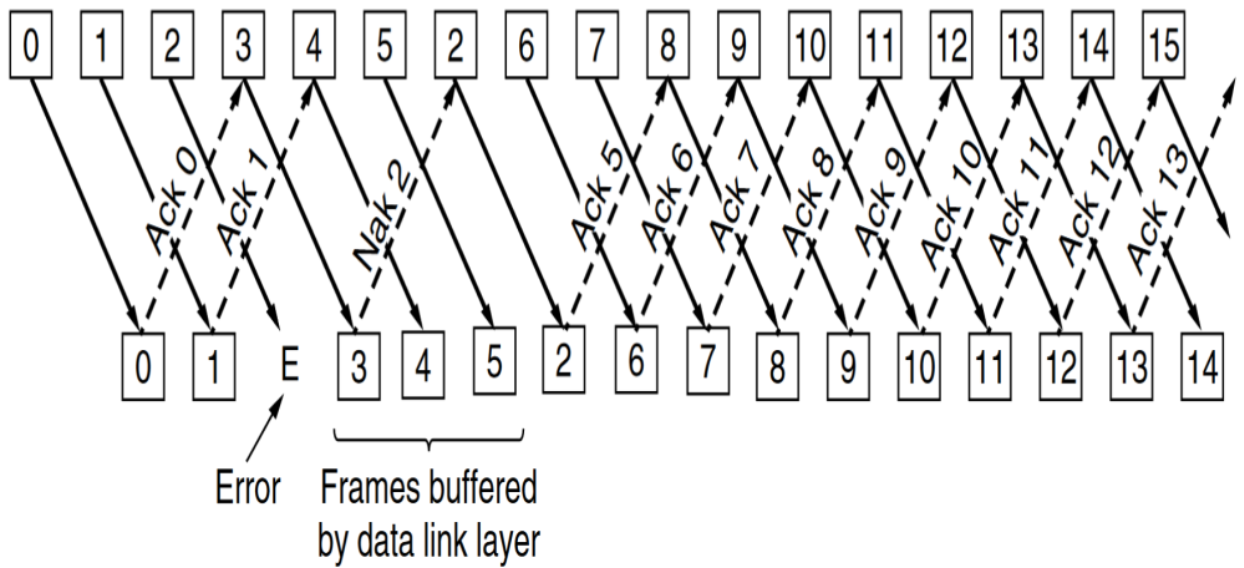 0 1 2 3 4 5 2 6 7 8 9 10 11 12 13 14 15
Ack 0 Ack 1 Nak 2 Ack 5 Ack 6 Ack 7 Ack 8 Ack 9 Ack 10 Ack 11 Ack 12 Ack 13
0 1 E 3 4 5 2 6 7 8 9 10 11 12 13 14
Error Frames buffered
by data link layer